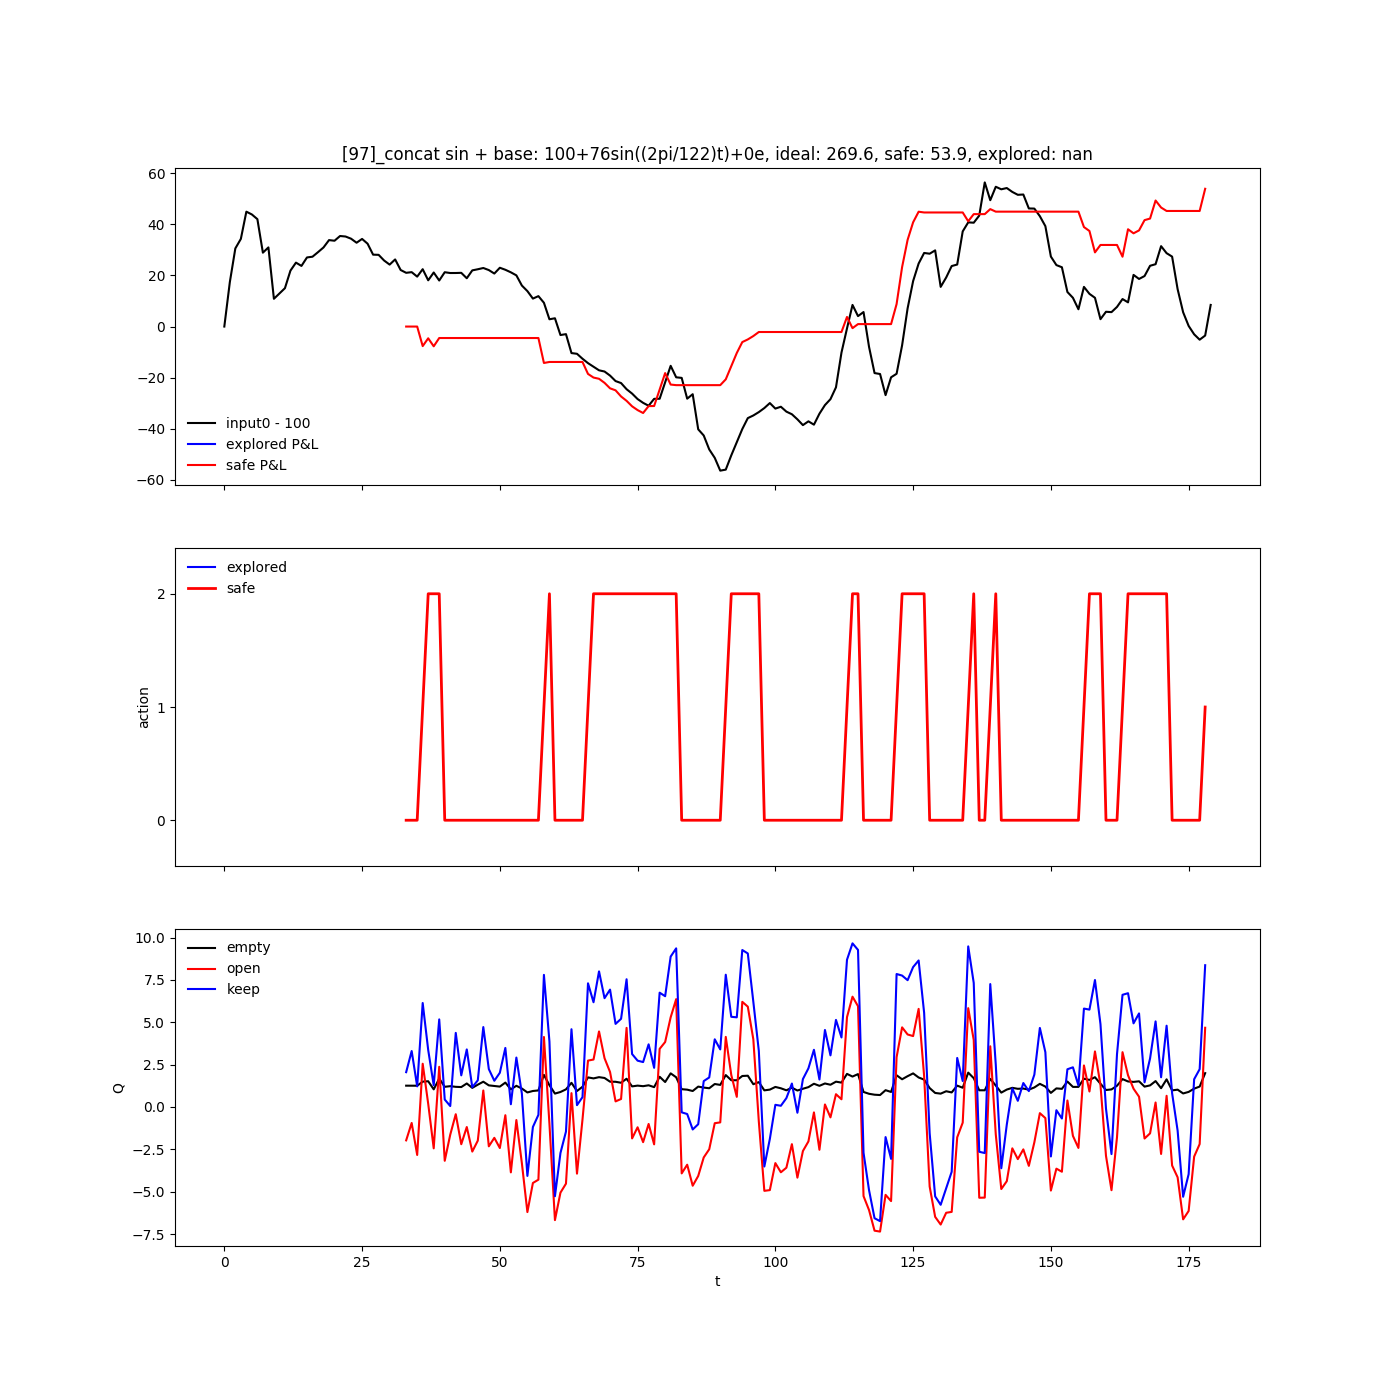 [97]_concat sin + base: 100+76sin((2pi/122)t)+0e, ideal: 269.6, safe: 53.9, explored: nan
60
40
20
0
−20
−40
−60
input0 - 100
explored P&L
safe P&L
2
1
0
action
explored
safe
10.0
7.5
5.0
2.5
0.0
−2.5
−5.0
−7.5
Q
empty
open
keep
0 25 50 75 100 125 150 175
t